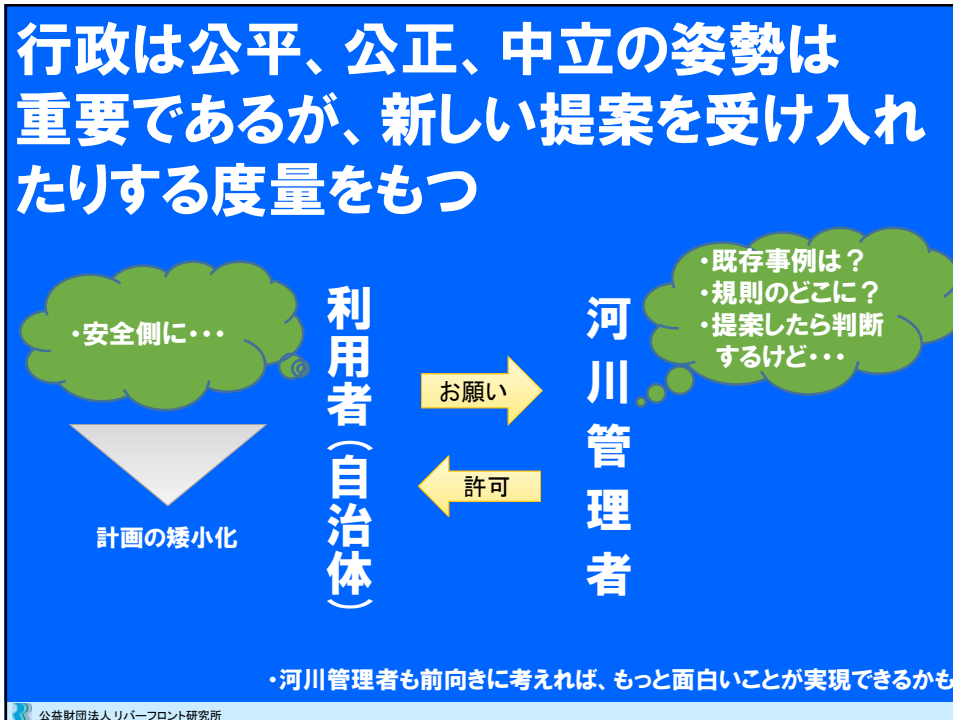 行政は公平、公正、中立の姿勢は
重要であるが、新しい提案を受け入れ
たりする度量をもつ
・安全側に・・・
計画の矮小化
利用者(自治体)
お願い
許可
河川管理者
・既存事例は？
・規則のどこに？
・提案したら判断
するけど・・・
・河川管理者も前向きに考えれば、もっと面白いことが実現できるかも
公益財団法人 リバーフロント研究所